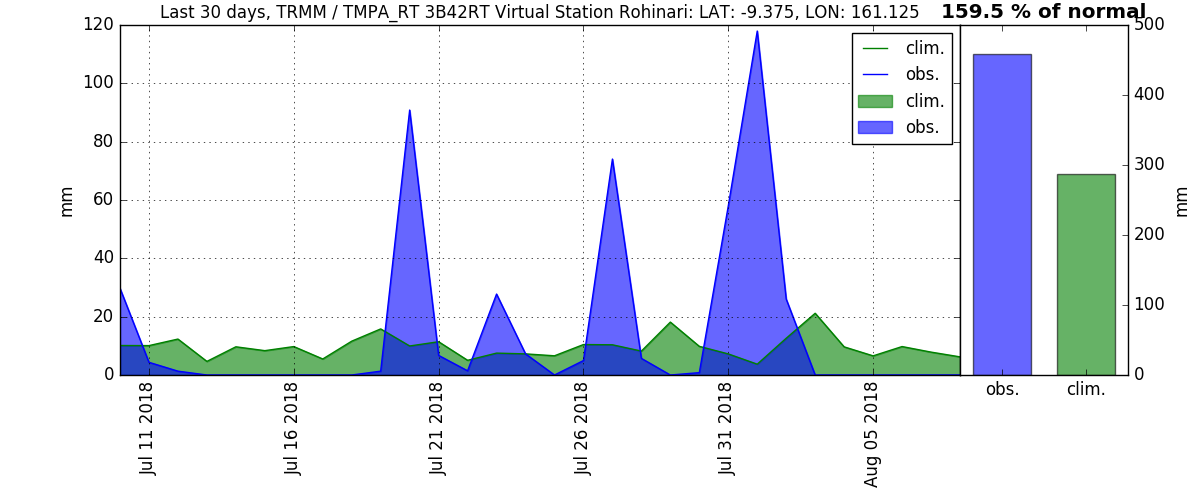 Last 30 days, TRMM / TMPA_RT 3B42RT Virtual Station Rohinari: LAT: -9.375, LON: 161.125
159.5 % of normal
120
100
80
60
40
20
0
mm
clim.
obs.
clim.
obs.
Jul 11 2018
Jul 16 2018
Jul 21 2018
Jul 26 2018
Jul 31 2018
Aug 05 2018
500
400
300
200
100
0
mm
obs.
clim.